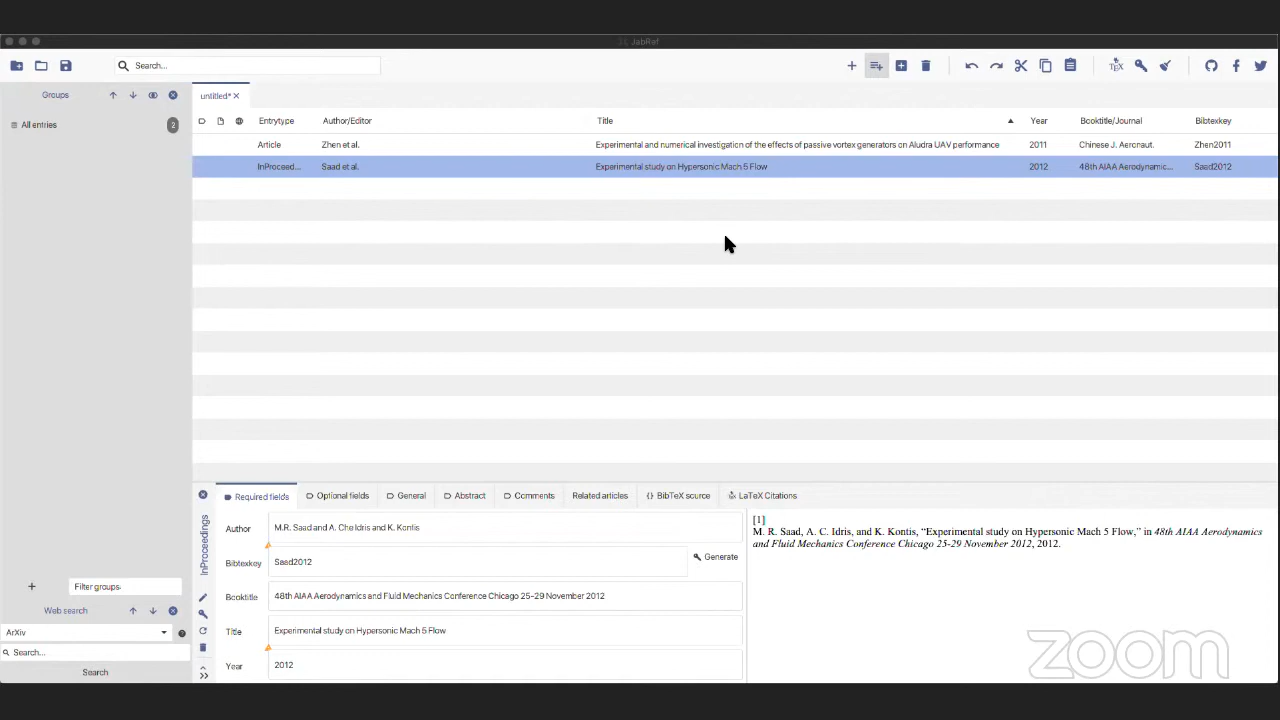 JabRef
Search...
TEX
Groups
untitled*
All entries
2
Entrytype Author/Editor Title Year Booktitle/Journal Bibtexkey
Article Zhen et al. Experimental and numerical investigation of the effects of passive vortex generators on Aludra UAV performance 2011 Chinese J. Aeronaut. Zhen2011
InProceed... Saad et al. Experimental study on Hypersonic Mach 5 Flow 2012 48th AIAA Aerodynamic... Saad2012
Required fields Optional fields General Abstract Comments Related articles {} BibTeX source LaTeX Citations
InProceedings
Author M.R. Saad and A. Che Idris and K. Kontis
Bibtexkey Saad2012 Generate
Booktitle 48th AIAA Aerodynamics and Fluid Mechanics Conference Chicago 25-29 November 2012
Title Experimental study on Hypersonic Mach 5 Flow
Year 2012
[1]
M. R. Saad, A. C. Idris, and K. Kontis, “Experimental study on Hypersonic Mach 5 Flow,” in 48th AIAA Aerodynamics
and Fluid Mechanics Conference Chicago 25-29 November 2012, 2012.
+ Filter groups
Web search
ArXiv
Search...
Search
zoom